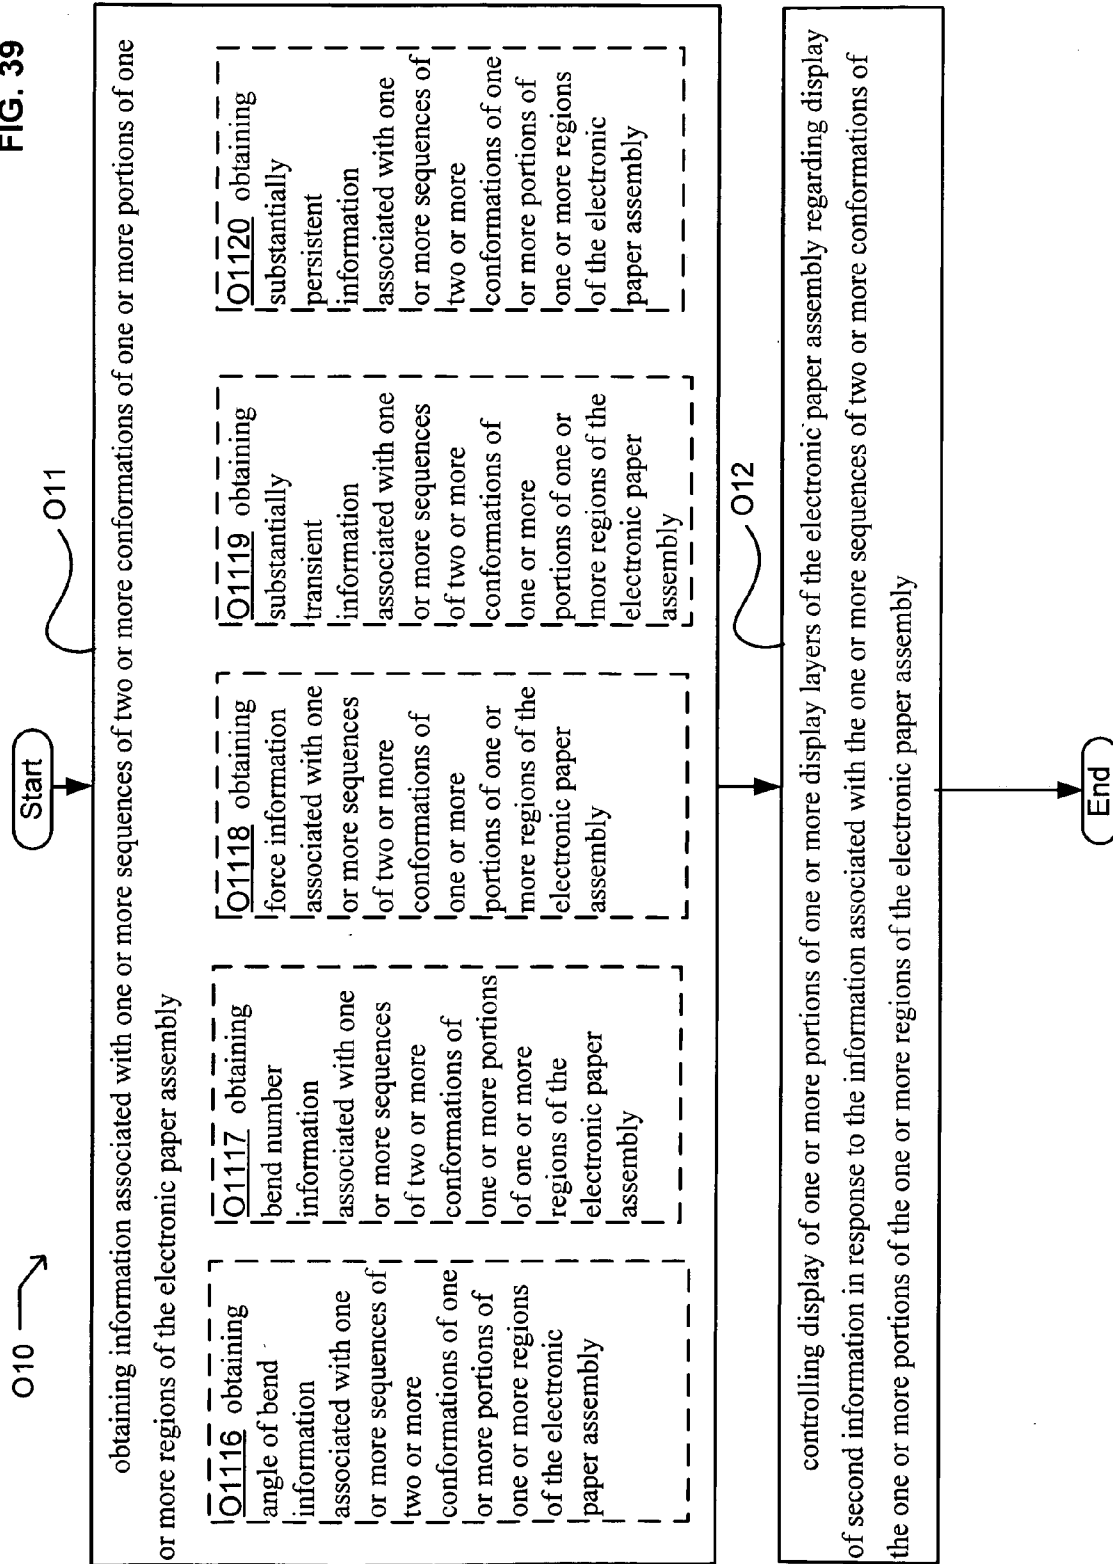 FIG. 39
O10
Start
O11
obtaining information associated with one or more sequences of two or more conformations of one or more portions of one
or more regions of the electronic paper assembly
O1116 obtaining
angle of bend
information
associated with one
or more sequences of
two or more
conformations of one
or more portions of
one or more regions
of the electronic
paper assembly
O1117 obtaining
bend number
information
associated with one
or more sequences
of two or more
conformations of
one or more portions
of one or more
regions of the
electronic paper
assembly
O1118 obtaining
force information
associated with one
or more sequences
of two or more
conformations of
one or more
portions of one or
more regions of the
electronic paper
assembly
O1119 obtaining
substantially
transient
information
associated with one
or more sequences
of two or more
conformations of
one or more
portions of one or
more regions of the
electronic paper
assembly
O1120 obtaining
substantially
persistent
information
associated with one
or more sequences of
two or more
conformations of one
or more portions of
one or more regions
of the electronic
paper assembly
O12
controlling display of one or more portions of one or more display layers of the electronic paper assembly regarding display
of second information in response to the information associated with the one or more sequences of two or more conformations of
the one or more portions of the one or more regions of the electronic paper assembly
End